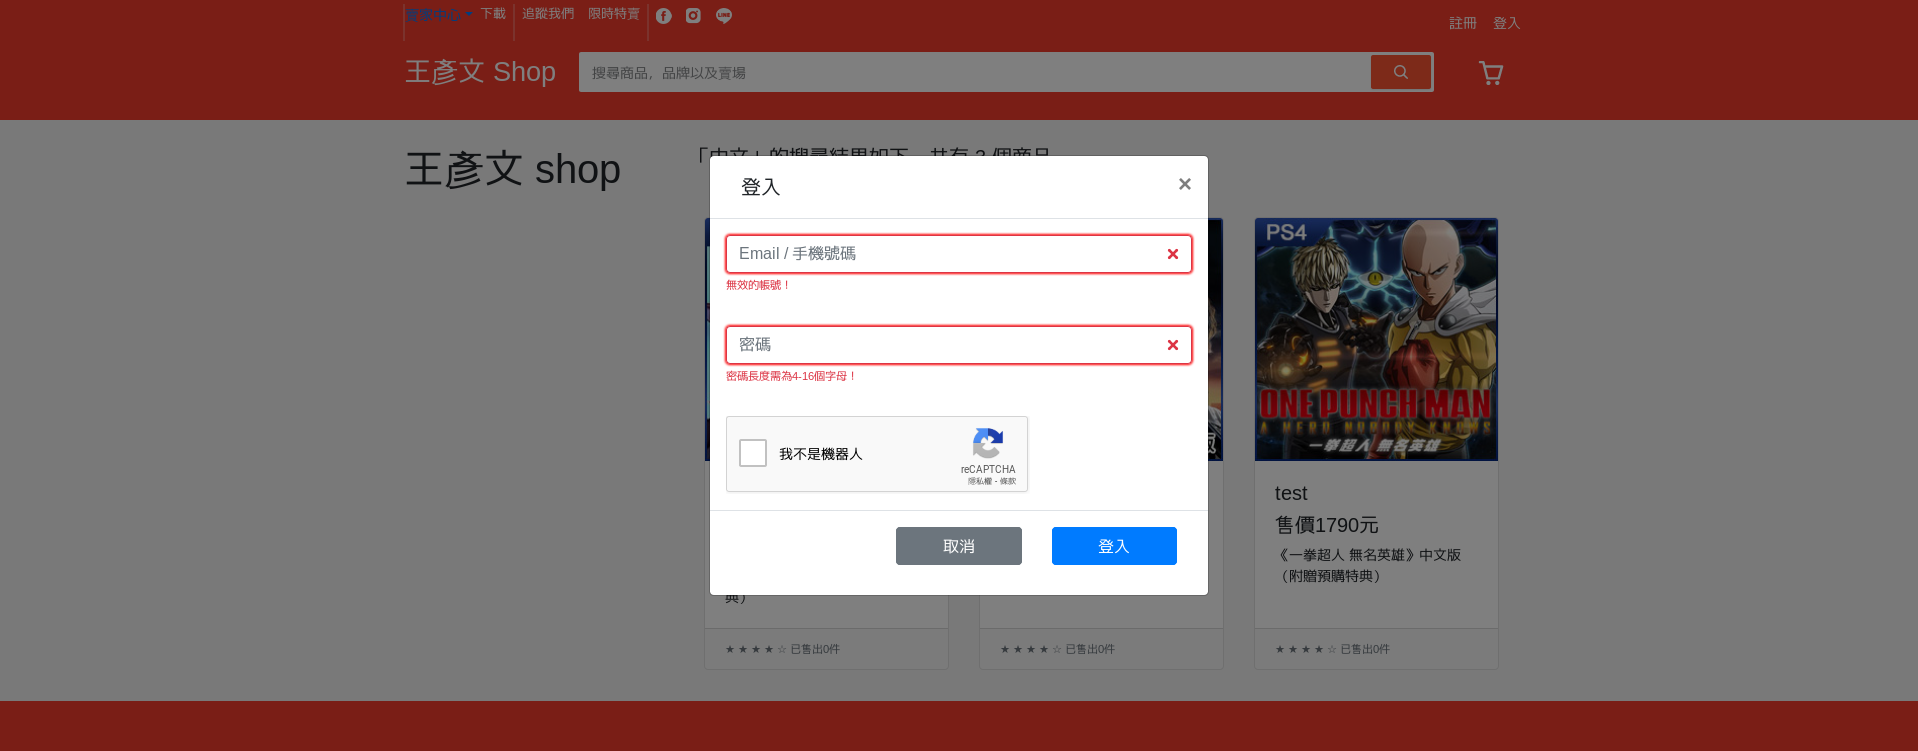 賣家中心 下載 追蹤我們 限時特賣
註冊 登入
王彥文 Shop
搜尋商品，品牌以及賣場
王彥文 shop
「中文」的搜尋結果如下，共有 3 個商品
登入
×
Email / 手機號碼
無效的帳號！
密碼
密碼長度需為4-16個字母！
我不是機器人
reCAPTCHA
隱私權 - 條款
取消 登入
PS4
ONE PUNCH MAN
A HERO NOBODY KNOWS
一拳超人 無名英雄
test
售價1790元
《一拳超人 無名英雄》中文版
（附贈預購特典）
典）
★ ★ ★ ★ ☆ 已售出0件
★ ★ ★ ★ ☆ 已售出0件
★ ★ ★ ★ ☆ 已售出0件